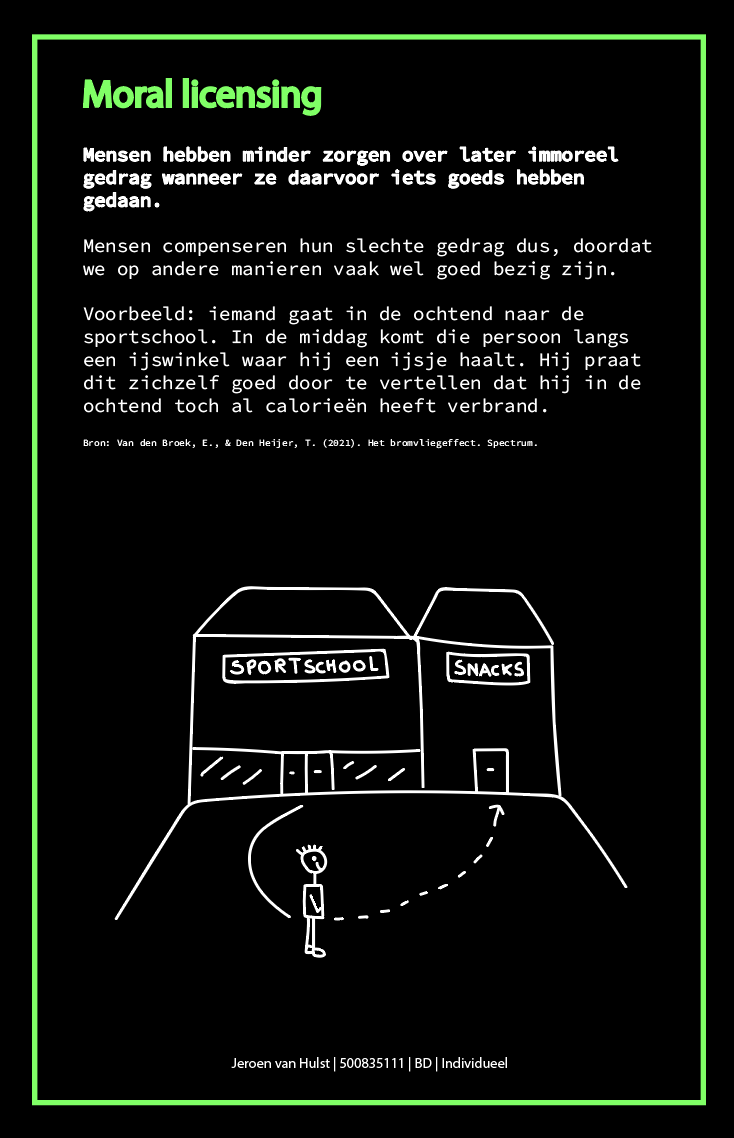 Moral licensing
Mensen hebben minder zorgen over later immoreel
gedrag wanneer ze daarvoor iets goeds hebben
gedaan.
Mensen compenseren hun slechte gedrag dus, doordat
we op andere manieren vaak wel goed bezig zijn.
Voorbeeld: iemand gaat in de ochtend naar de
sportschool. In de middag komt die persoon langs
een ijswinkel waar hij een ijsje haalt. Hij praat
dit zichzelf goed door te vertellen dat hij in de
ochtend toch al calorieën heeft verbrand.
Bron: Van den Broek, E., & Den Heijer, T. (2021). Het bromvliegeffect. Spectrum.
SPORTSCHOOL
SNACKS
Jeroen van Hulst | 500835111 | BD | Individueel